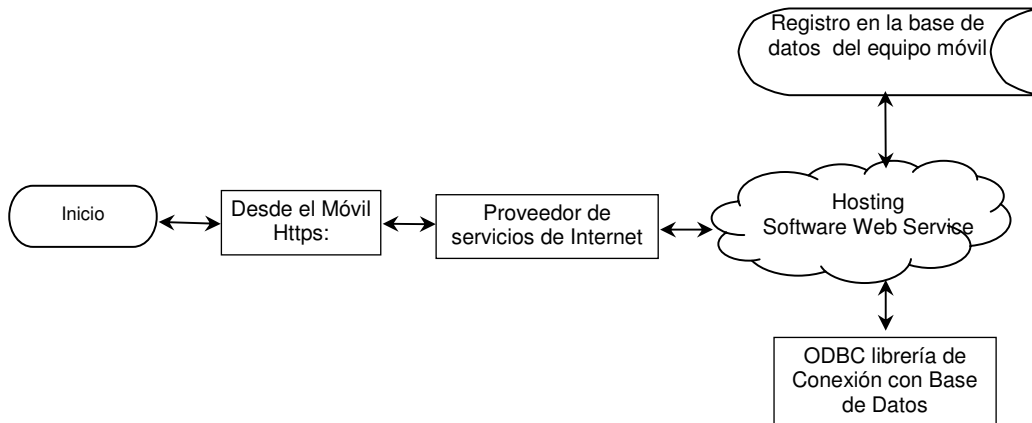 Registro en la base de
datos del equipo móvil
Inicio
Desde el Móvil
Https:
Proveedor de
servicios de Internet
Hosting
Software Web Service
ODBC librería de
Conexión con Base
de Datos